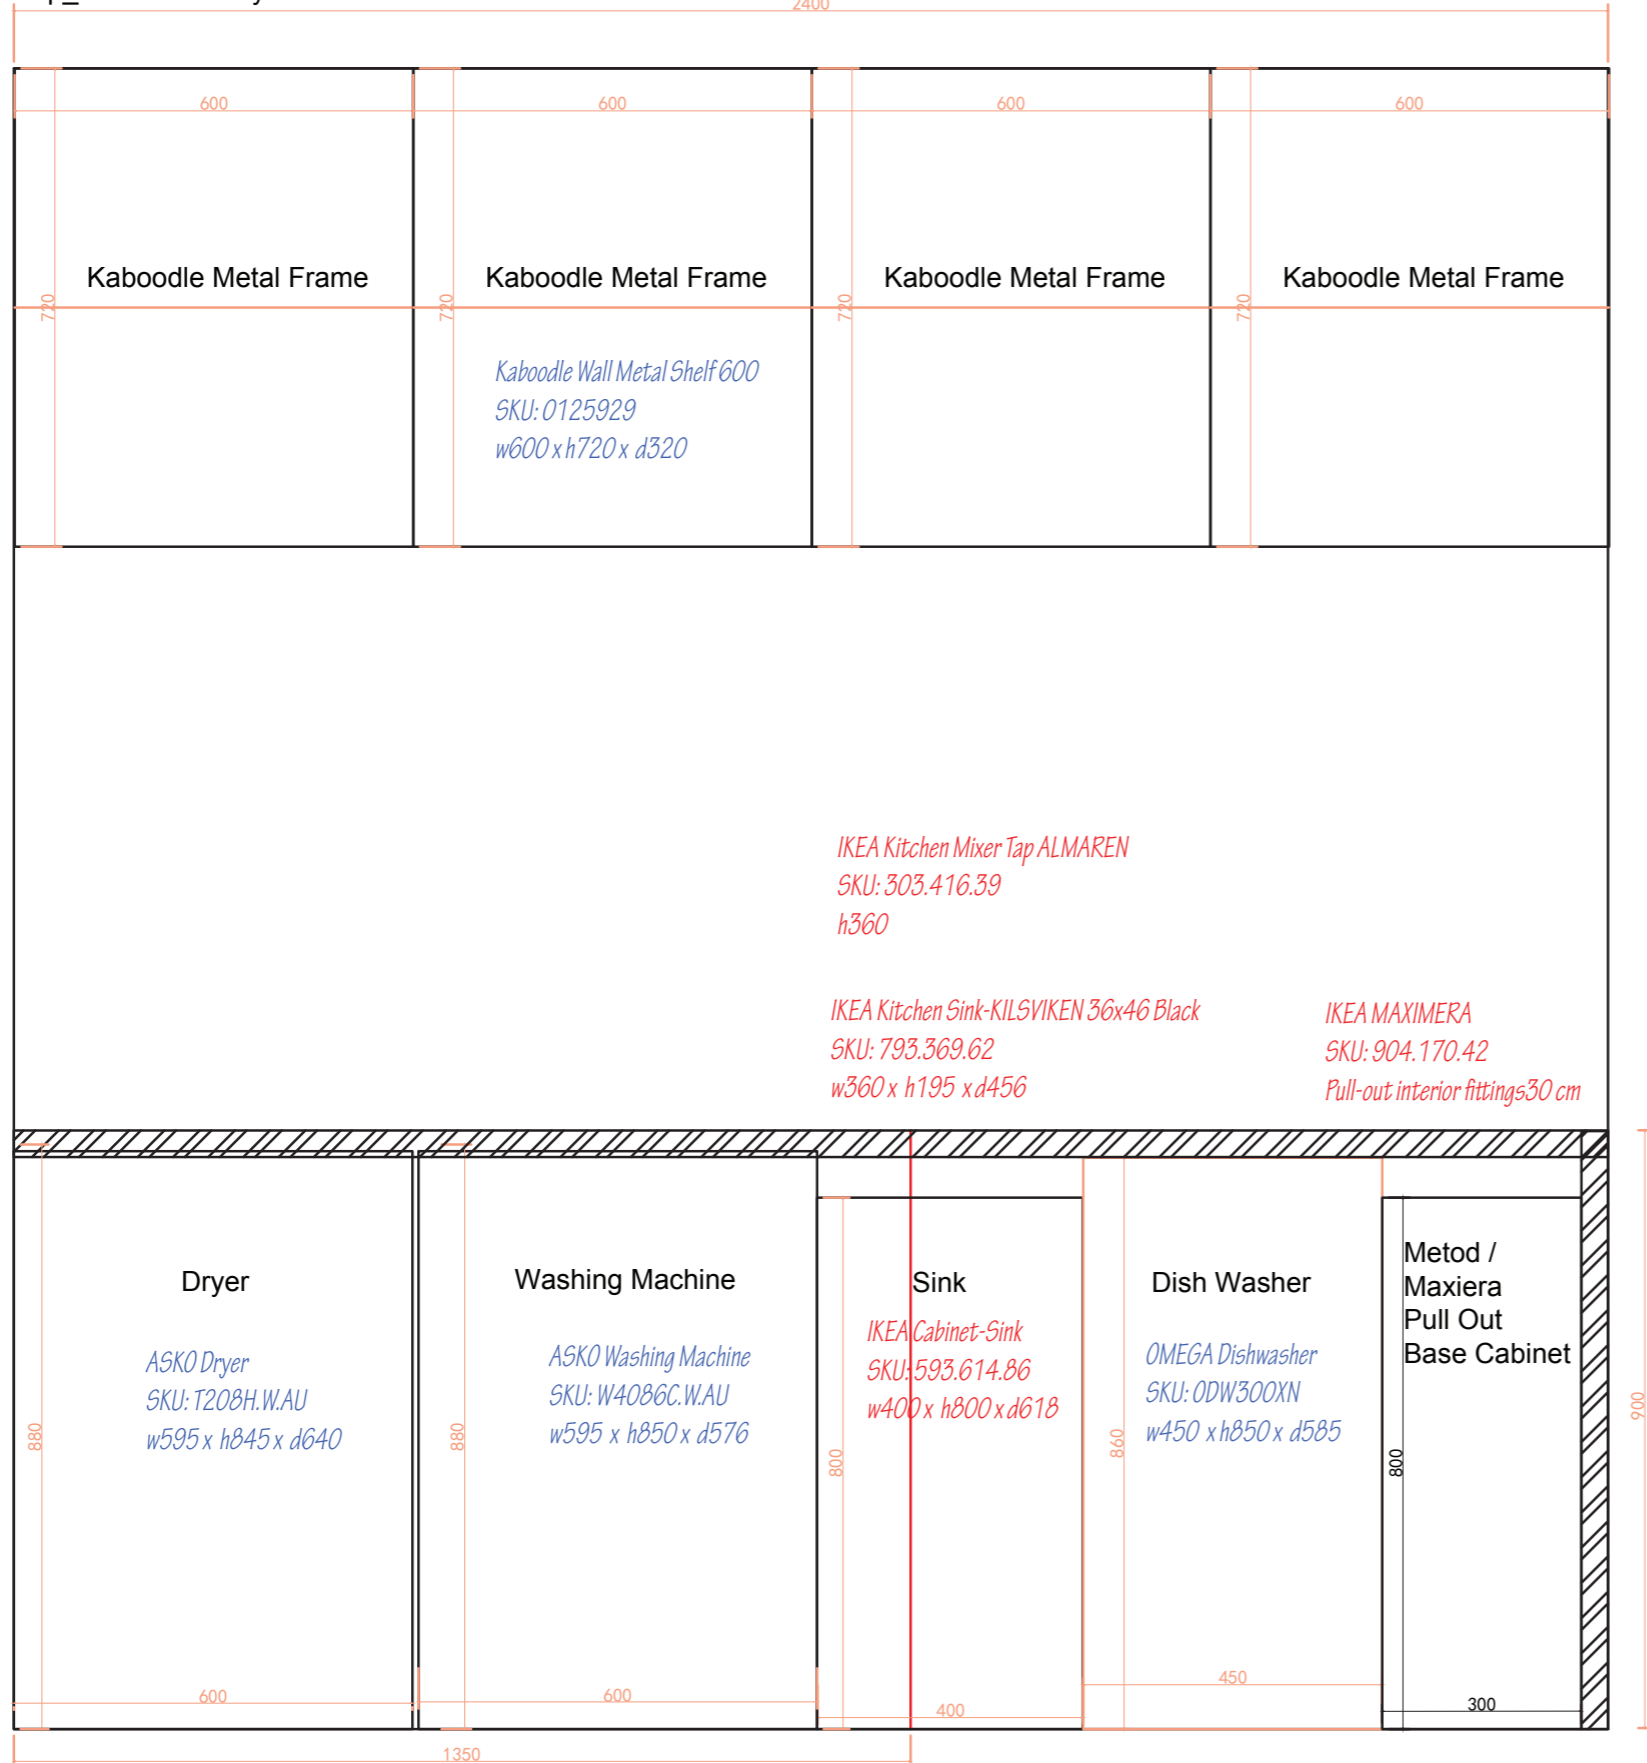 2400
600 600 600 600
Kaboodle Metal Frame Kaboodle Metal Frame Kaboodle Metal Frame Kaboodle Metal Frame
720 720 720 720
Kaboodle Wall Metal Shelf 600
SKU: 0125929
w600 x h720 x d320
IKEA Kitchen Mixer Tap ALMAREN
SKU: 303.416.39
h360
IKEA Kitchen Sink-KILSVIKEN 36x46 Black
SKU: 793.369.62
w360 x h195 x d456
IKEA MAXIMERA
SKU: 904.170.42
Pull-out interior fittings30 cm
Dryer
ASKO Dryer
SKU: T208H.W.AU
w595 x h845 x d640
880
600
Washing Machine
ASKO Washing Machine
SKU: W4086C.W.AU
w595 x h850 x d576
880
600
Sink
IKEA Cabinet-Sink
SKU: 593.614.86
w400 x h800 x d618
800
400
Dish Washer
OMEGA Dishwasher
SKU: ODW300XN
w450 x h850 x d585
860
450
Metod /
Maxiera
Pull Out
Base Cabinet
800
300
900
1350